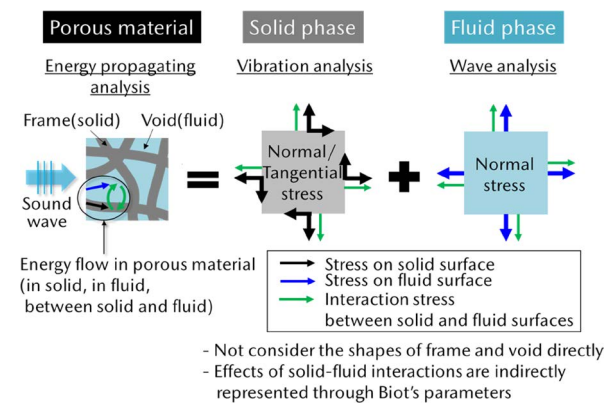 Porous material
Solid phase
Fluid phase
Energy propagating
analysis
Vibration analysis
Wave analysis
Frame(solid)
Void(fluid)
Sound
wave
=
Normal/
Tangential
stress
+
Normal
stress
Energy flow in porous material
(in solid, in fluid,
between solid and fluid)
Stress on solid surface
Stress on fluid surface
Interaction stress
between solid and fluid surfaces
- Not consider the shapes of frame and void directly
- Effects of solid-fluid interactions are indirectly
represented through Biot's parameters